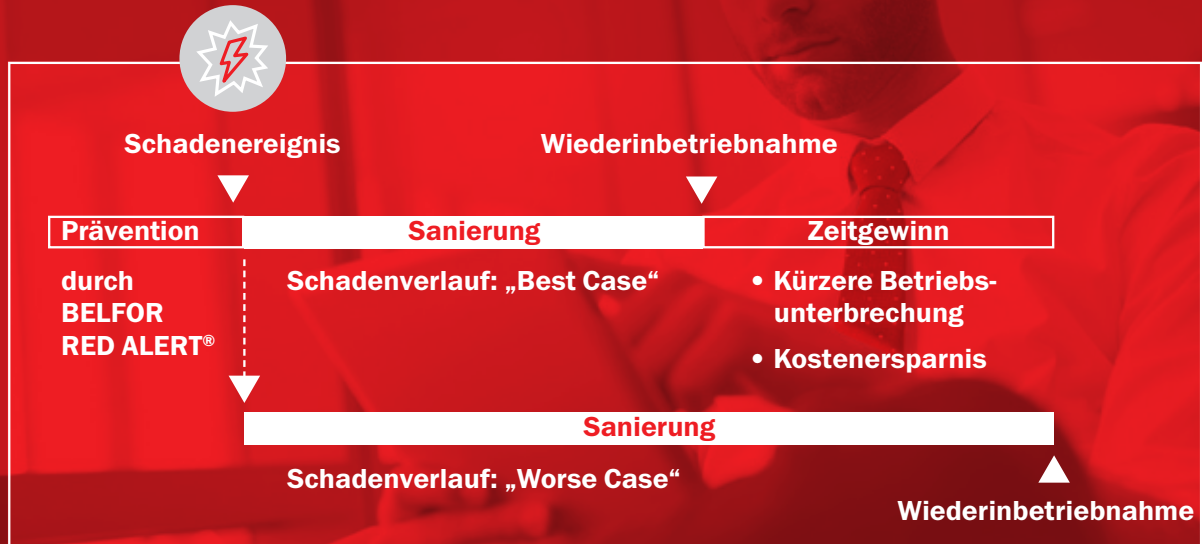 Schadenereignis
Wiederinbetriebnahme
Prävention
Sanierung
Zeitgewinn
durch
BELFOR
RED ALERT®
Schadenverlauf: „Best Case“
• Kürzere Betriebs-
unterbrechung
• Kostenersparnis
Sanierung
Schadenverlauf: „Worse Case“
Wiederinbetriebnahme